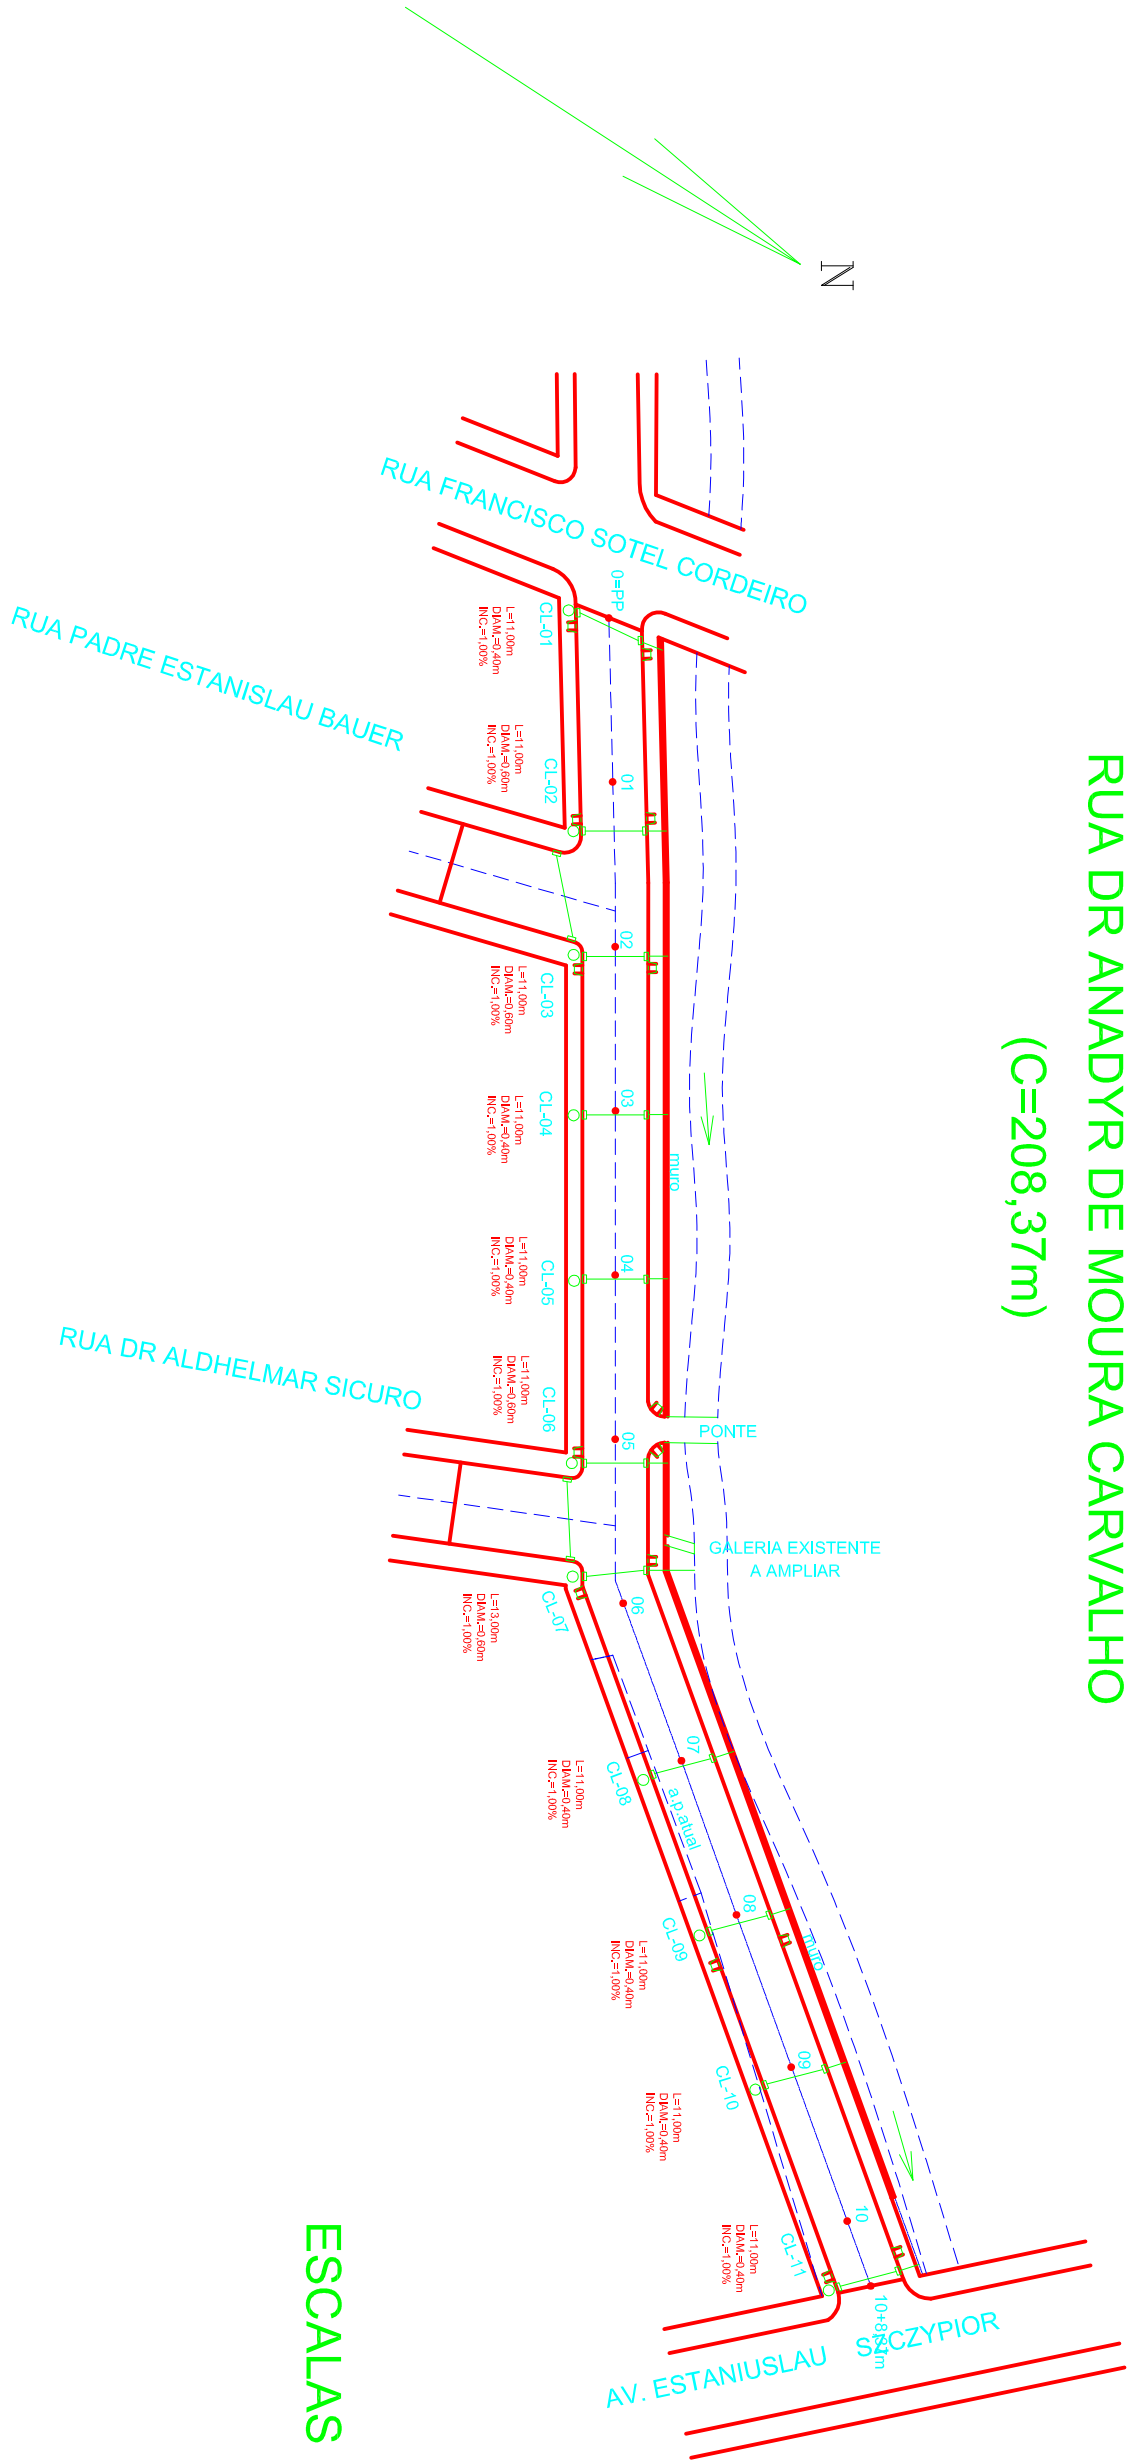 N
RUA DR ANADYR DE MOURA CARVALHO
(C=208,37m)
RUA FRANCISCO SOTEL CORDEIRO
RUA PADRE ESTANISLAU BAUER
RUA DR ALDHELMAR SICURO
0=PP
01
02
03
04
05
06
07
08
09
10
muro
PONTE
GALERIA EXISTENTE
A AMPLIAR
a.p.atual
muro
CL-01
L=11,00m
DIAM.=0,40m
INC.=1,00%
CL-02
L=11,00m
DIAM.=0,60m
INC.=1,00%
CL-03
L=11,00m
DIAM.=0,60m
INC.=1,00%
CL-04
L=11,00m
DIAM.=0,40m
INC.=1,00%
CL-05
L=11,00m
DIAM.=0,40m
INC.=1,00%
CL-06
L=11,00m
DIAM.=0,60m
INC.=1,00%
CL-07
L=13,00m
DIAM.=0,60m
INC.=1,00%
CL-08
L=11,00m
DIAM.=0,40m
INC.=1,00%
CL-09
L=11,00m
DIAM.=0,40m
INC.=1,00%
CL-10
L=11,00m
DIAM.=0,40m
INC.=1,00%
CL-11
L=11,00m
DIAM.=0,40m
INC.=1,00%
AV. ESTANIUSLAU SZCZYPIOR
ESCALAS